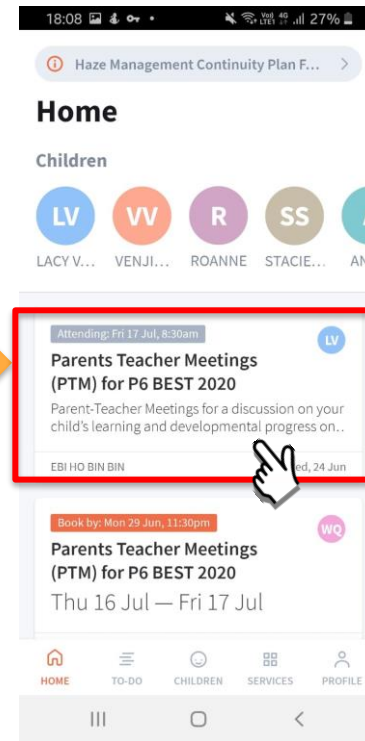 18:08 Vo)) 4G LTE1 27%
Haze Management Continuity Plan F...
Home
Children
LV VV R SS
LACY V... VENJI... ROANNE STACIE... AN
Attending: Fri 17 Jul, 8:30am LV
Parents Teacher Meetings
(PTM) for P6 BEST 2020
Parent-Teacher Meetings for a discussion on your
child's learning and developmental progress on..
EBI HO BIN BIN ed, 24 Jun
Book by: Mon 29 Jun, 11:30pm WQ
Parents Teacher Meetings
(PTM) for P6 BEST 2020
Thu 16 Jul — Fri 17 Jul
HOME TO-DO CHILDREN SERVICES PROFILE